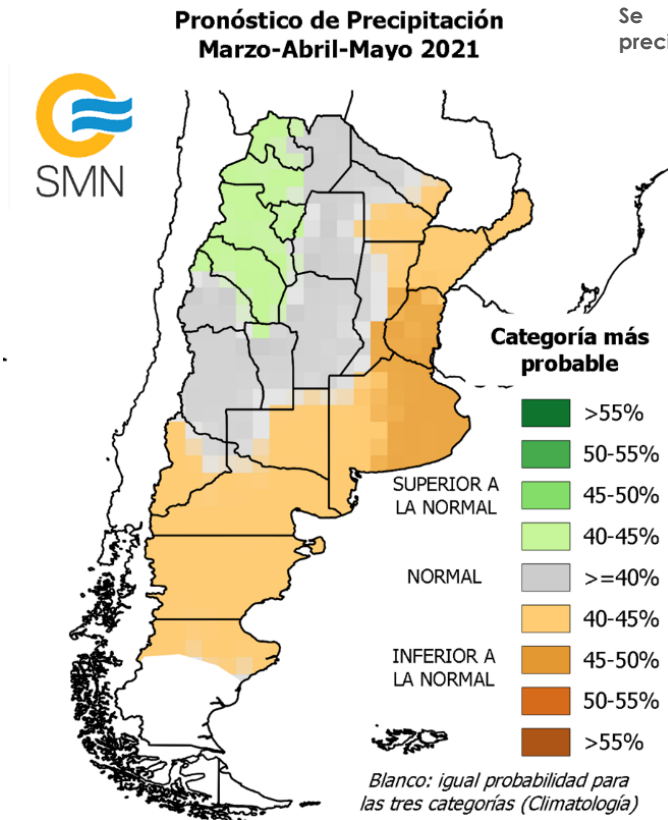 Pronóstico de Precipitación
Marzo-Abril-Mayo 2021
Se
preci
SMN
Categoría más
probable
>55%
50-55%
SUPERIOR A
LA NORMAL
45-50%
40-45%
NORMAL
>=40%
40-45%
INFERIOR A
LA NORMAL
45-50%
50-55%
>55%
Blanco: igual probabilidad para
las tres categorías (Climatología)